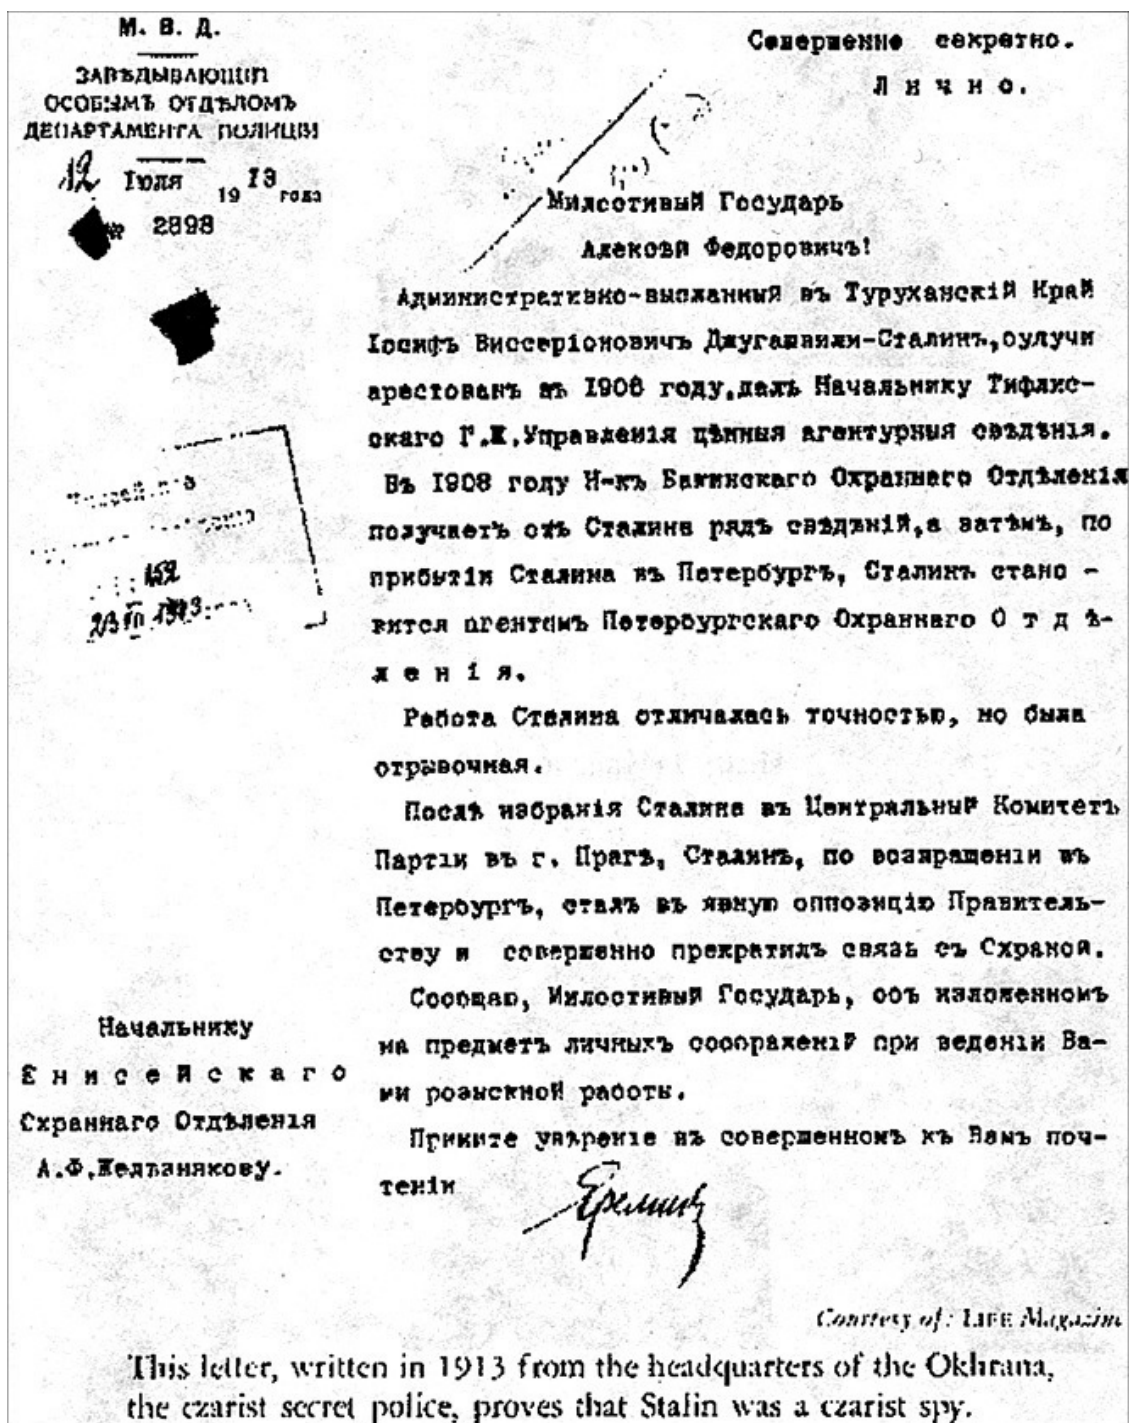 М. В. Д.
ЗАВѢДЫВАЮЩІЙ
ОСОБЫМЪ ОТДѢЛОМЪ
ДЕПАРТАМЕНТА ПОЛИЦІИ
12 Іюля 1913 года
2898
Совершенно секретно.
Лично.
Милостивый Государь
Алексѣй Федоровичъ!
Административно-высланный въ Туруханскій Край
Іосифъ Виссаріоновичъ Джугашвили-Сталинъ, будучи
арестованъ въ 1906 году, далъ Начальнику Тифлис-
скаго Г.Ж.Управленія цѣнныя агентурныя свѣдѣнія.
Въ 1908 году Н-къ Бакинскаго Охраннаго Отдѣленія
получаетъ отъ Сталина рядъ свѣдѣній, а затѣмъ, по
прибытіи Сталина въ Петербургъ, Сталинъ стано -
вится агентомъ Петербургскаго Охраннаго О т д ѣ-
л е н і я.
Работа Сталина отличалась точностью, но была
отрывочная.
Послѣ избранія Сталина въ Центральный Комитетъ
Партіи въ г. Прагѣ, Сталинъ, по возвращеніи въ
Петербургъ, сталъ въ явную оппозицію Правитель-
ству и совершенно прекратилъ связь съ Охраной.
Сообщаю, Милостивый Государь, объ изложенномъ
на предметъ личныхъ соображеній при веденіи Ва-
ми розыскной работы.
Примите увѣреніе въ совершенномъ къ Вамъ поч-
теніи
Еремин
Начальнику
Е н и с е й с к а г о
Охраннаго Отдѣленія
А.Ф.Желѣзнякову.
Courtesy of: LIFE Magazine
This letter, written in 1913 from the headquarters of the Okhrana,
the czarist secret police, proves that Stalin was a czarist spy.